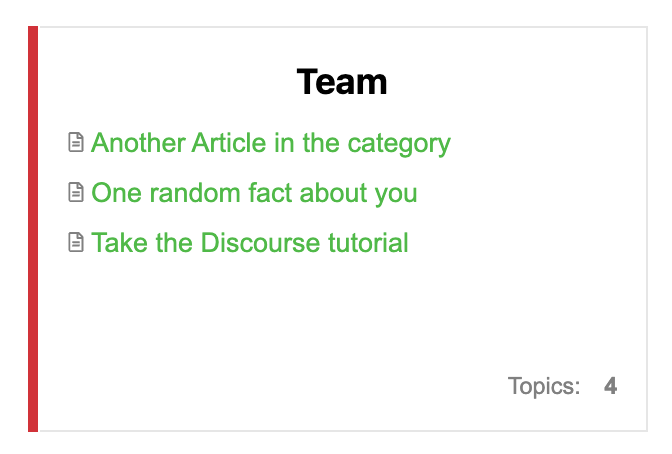 Team
Another Article in the category
One random fact about you
Take the Discourse tutorial
Topics: 4